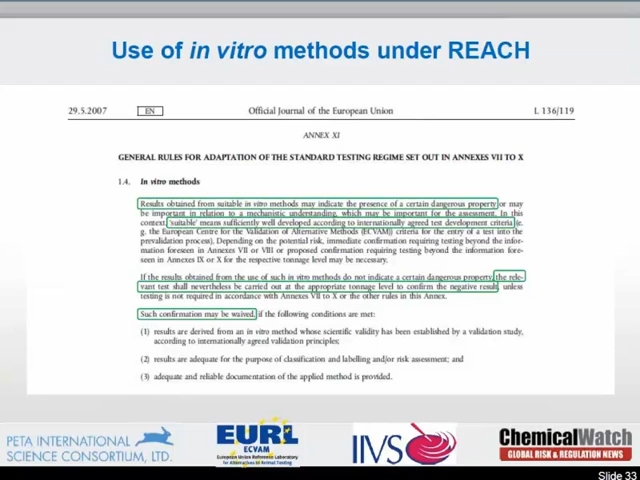 Use of in vitro methods under REACH
29.5.2007 EN Official Journal of the European Union L 136/119
ANNEX XI
GENERAL RULES FOR ADAPTATION OF THE STANDARD TESTING REGIME SET OUT IN ANNEXES VII TO X
1.4. In vitro methods
Results obtained from suitable in vitro methods may indicate the presence of a certain dangerous property or may
be important in relation to a mechanistic understanding, which may be important for the assessment. In this
context, 'suitable' means sufficiently well developed according to internationally agreed test development criteria (e.
g. the European Centre for the Validation of Alternative Methods (ECVAM)) criteria for the entry of a test into the
prevalidation process). Depending on the potential risk, immediate confirmation requiring testing beyond the infor-
mation foreseen in Annexes VII or VIII or proposed confirmation requiring testing beyond the information fore-
seen in Annexes IX or X for the respective tonnage level may be necessary.
If the results obtained from the use of such in vitro methods do not indicate a certain dangerous property, the rele-
vant test shall nevertheless be carried out at the appropriate tonnage level to confirm the negative result, unless
testing is not required in accordance with Annexes VII to X or the other rules in this Annex.
Such confirmation may be waived, if the following conditions are met:
(1) results are derived from an in vitro method whose scientific validity has been established by a validation study,
according to internationally agreed validation principles;
(2) results are adequate for the purpose of classification and labelling and/or risk assessment; and
(3) adequate and reliable documentation of the applied method is provided.
PETA INTERNATIONAL
SCIENCE CONSORTIUM, LTD.
EURL
ECVAM
European Union Reference Laboratory
for Alternatives to Animal Testing
IIVS
ChemicalWatch
GLOBAL RISK & REGULATION NEWS
Slide 33